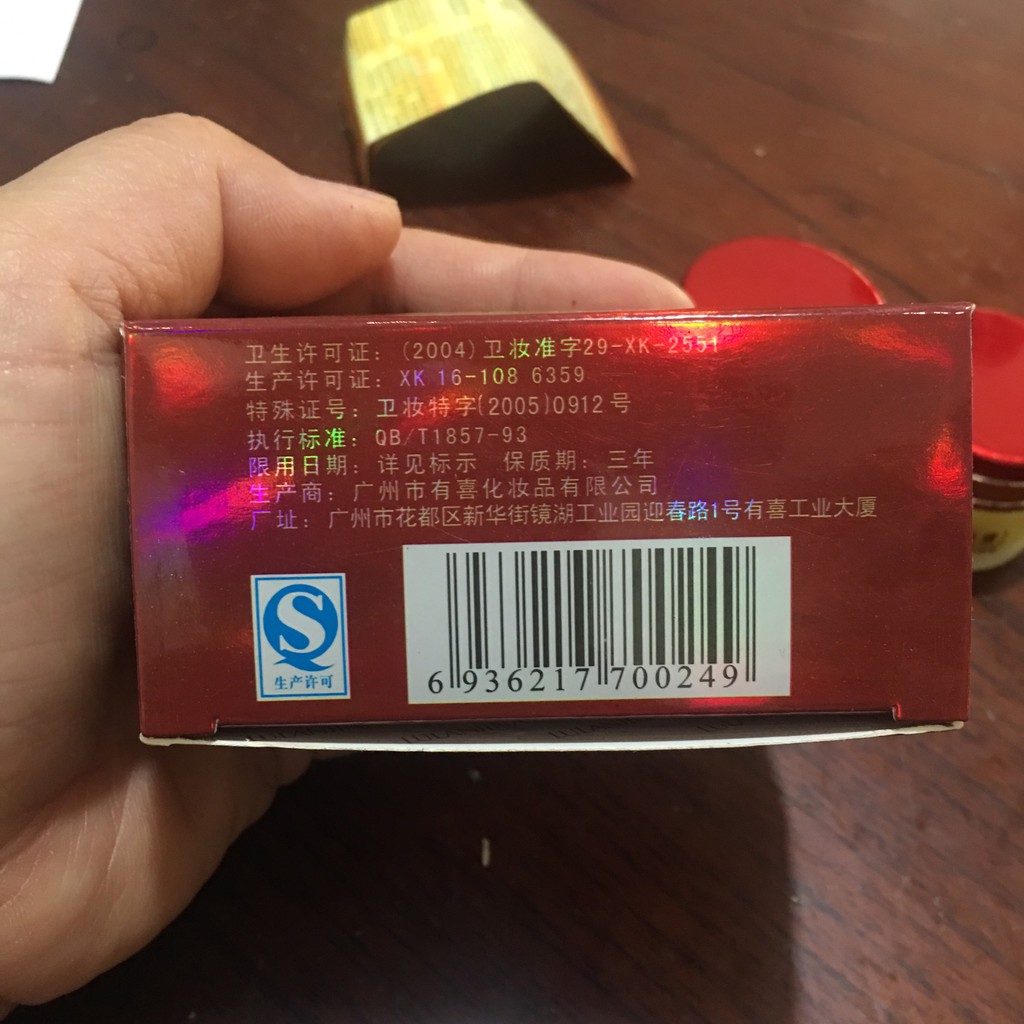 卫生许可证：(2004)卫妆准字29-XK-2551
生产许可证：XK 16-108 6359
特殊证号：卫妆特字(2005)0912号
执行标准：QB/T1857-93
限用日期：详见标示 保质期：三年
生产商：广州市有喜化妆品有限公司
厂址：广州市花都区新华街镜湖工业园迎春路1号有喜工业大厦
生产许可
6 936217 700249